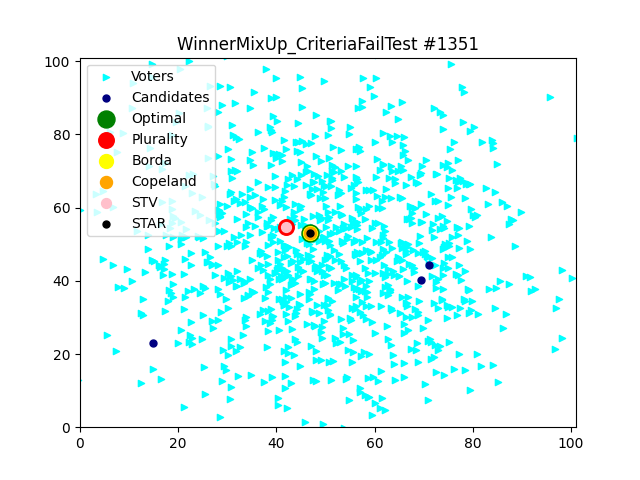 WinnerMixUp_CriteriaFailTest #1351
100
80
60
40
20
0
0
20
40
60
80
100
Voters
Candidates
Optimal
Plurality
Borda
Copeland
STV
STAR